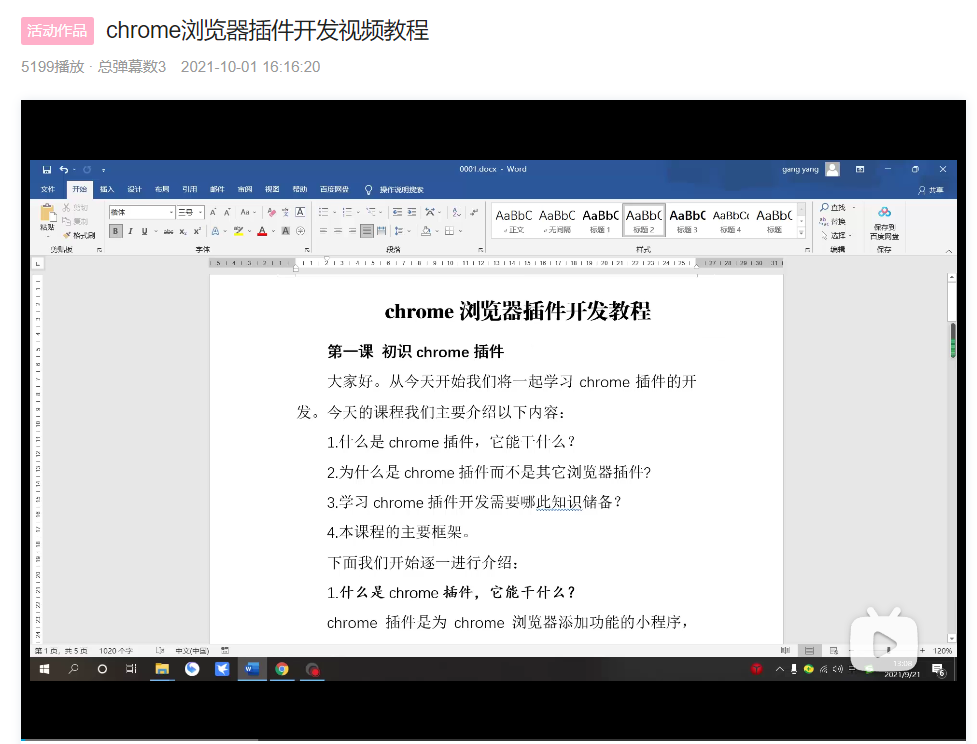 活动作品 chrome浏览器插件开发视频教程
5199播放 · 总弹幕数3 2021-10-01 16:16:20
0001.docx - Word
gang yang
文件 开始 插入 设计 布局 引用 邮件 审阅 视图 帮助 百度网盘 操作说明搜索
共享
粘贴 剪切 复制 格式刷
三号
AaBbC AaBbC AaBbC AaBbC AaBbC AaBbCc AaBbC
正文 无间隔 标题 1 标题 2 标题 3 标题 4 标题
查找 替换 选择
保存到 百度网盘
剪贴板 字体 段落 样式 编辑 保存
chrome 浏览器插件开发教程
第一课 初识 chrome 插件
大家好。从今天开始我们将一起学习 chrome 插件的开
发。今天的课程我们主要介绍以下内容：
1.什么是 chrome 插件，它能干什么？
2.为什么是 chrome 插件而不是其它浏览器插件?
3.学习 chrome 插件开发需要哪此知识储备？
4.本课程的主要框架。
下面我们开始逐一进行介绍：
1.什么是 chrome 插件，它能干什么？
chrome 插件是为 chrome 浏览器添加功能的小程序，
第 1 页，共 5 页 1020 个字 中文(中国)
120%
2021/9/21